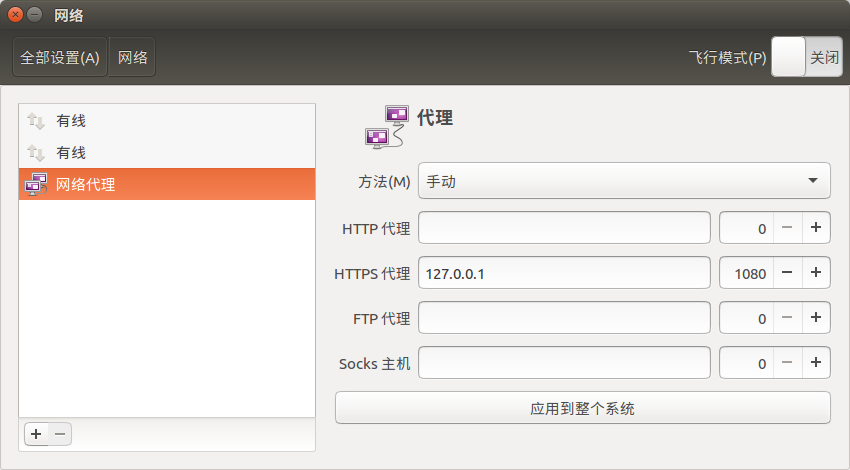 网络
全部设置(A) 网络 飞行模式(P) 关闭
有线
有线
网络代理
代理
方法(M) 手动
HTTP 代理 0 − +
HTTPS 代理 127.0.0.1 1080 − +
FTP 代理 0 − +
Socks 主机 0 − +
应用到整个系统
+ −